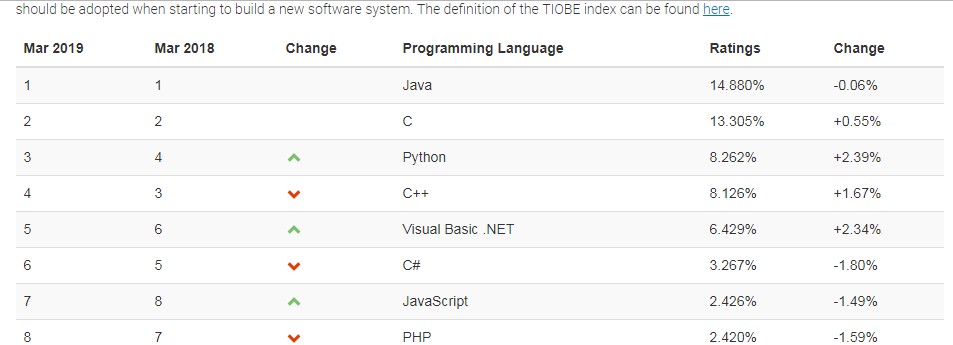 should be adopted when starting to build a new software system. The definition of the TIOBE index can be found here.
Mar 2019 Mar 2018 Change Programming Language Ratings Change
1 1 Java 14.880% -0.06%
2 2 C 13.305% +0.55%
3 4 Python 8.262% +2.39%
4 3 C++ 8.126% +1.67%
5 6 Visual Basic .NET 6.429% +2.34%
6 5 C# 3.267% -1.80%
7 8 JavaScript 2.426% -1.49%
8 7 PHP 2.420% -1.59%